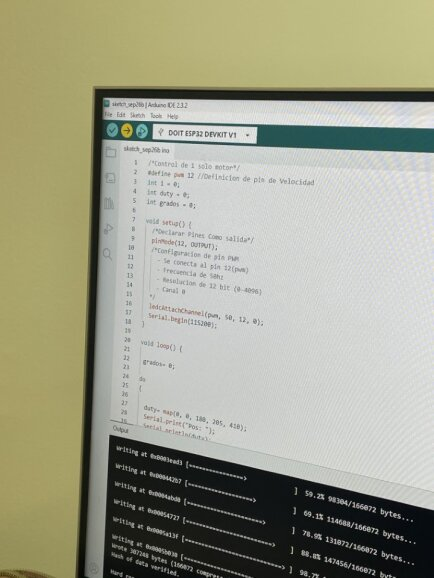 sketch_sep26b | Arduino IDE 2.3.2
File Edit Sketch Tools Help
DOIT ESP32 DEVKIT V1
sketch_sep26b.ino
1 /*Control de 1 solo motor*/
2 #define pwm 12 //Definicion de pin de Velocidad
3 int i = 0;
4 int duty = 0;
5 int grados = 0;
6
7 void setup() {
8 /*Declarar Pines Como salida*/
9 pinMode(12, OUTPUT);
10 /*Configuracion de pin PWM
11 - Se conecta al pin 12(pwm)
12 - Frecuencia de 50hz
13 - Resolucion de 12 bit (0-4096)
14 - Canal 0
15 */
16 ledcAttachChannel(pwm, 50, 12, 0);
17 Serial.begin(115200);
18 }
19
20 void loop() {
21
22 grados= 0;
23
24 do
25 {
26
27
28 duty= map(0, 0, 180, 205, 410);
Serial.print("Pos: ");
Serial.println(duty);
Output
Writing at 0x0003ead3 [================> ] 59.2% 98304/166072 bytes...
Writing at 0x000442b7 [===================> ] 69.1% 114688/166072 bytes...
Writing at 0x0004abd0 [======================> ] 78.9% 131072/166072 bytes...
Writing at 0x00054727 [=========================> ] 88.8% 147456/166072 bytes...
Writing at 0x0005a13f [============================> ] 98.7%
Writing at 0x0005b030
Wrote 307248 bytes (166072 compress
Hash of data verified.